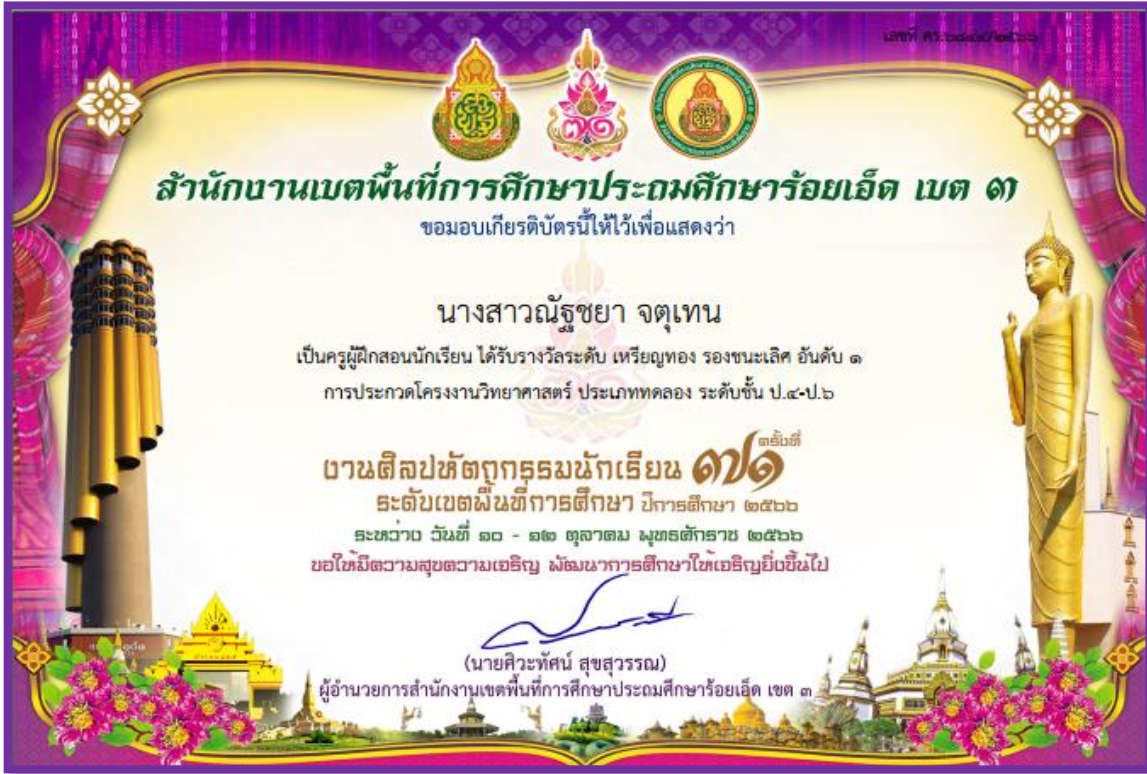 เลขที่ ศร.
๗๑
สำนักงานเขตพื้นที่การศึกษาประถมศึกษาร้อยเอ็ด เขต ๓
ขอมอบเกียรติบัตรนี้ให้ไว้เพื่อแสดงว่า
นางสาวณัฐชยา จตุเทน
เป็นครูผู้ฝึกสอนนักเรียน ได้รับรางวัลระดับ เหรียญทอง รองชนะเลิศ อันดับ ๑
การประกวดโครงงานวิทยาศาสตร์ ประเภททดลอง ระดับชั้น ป.๔-ป.๖
งานศิลปหัตถกรรมนักเรียน ครั้งที่ ๗๑
ระดับเขตพื้นที่การศึกษา ปีการศึกษา ๒๕๖๖
ระหว่าง วันที่ ๑๐ - ๑๒ ตุลาคม พุทธศักราช ๒๕๖๖
ขอให้มีความสุขความเจริญ พัฒนาการศึกษาให้เจริญยิ่งขึ้นไป
(นายศิวะทัศน์ สุขสุวรรณ)
ผู้อำนวยการสำนักงานเขตพื้นที่การศึกษาประถมศึกษาร้อยเอ็ด เขต ๓